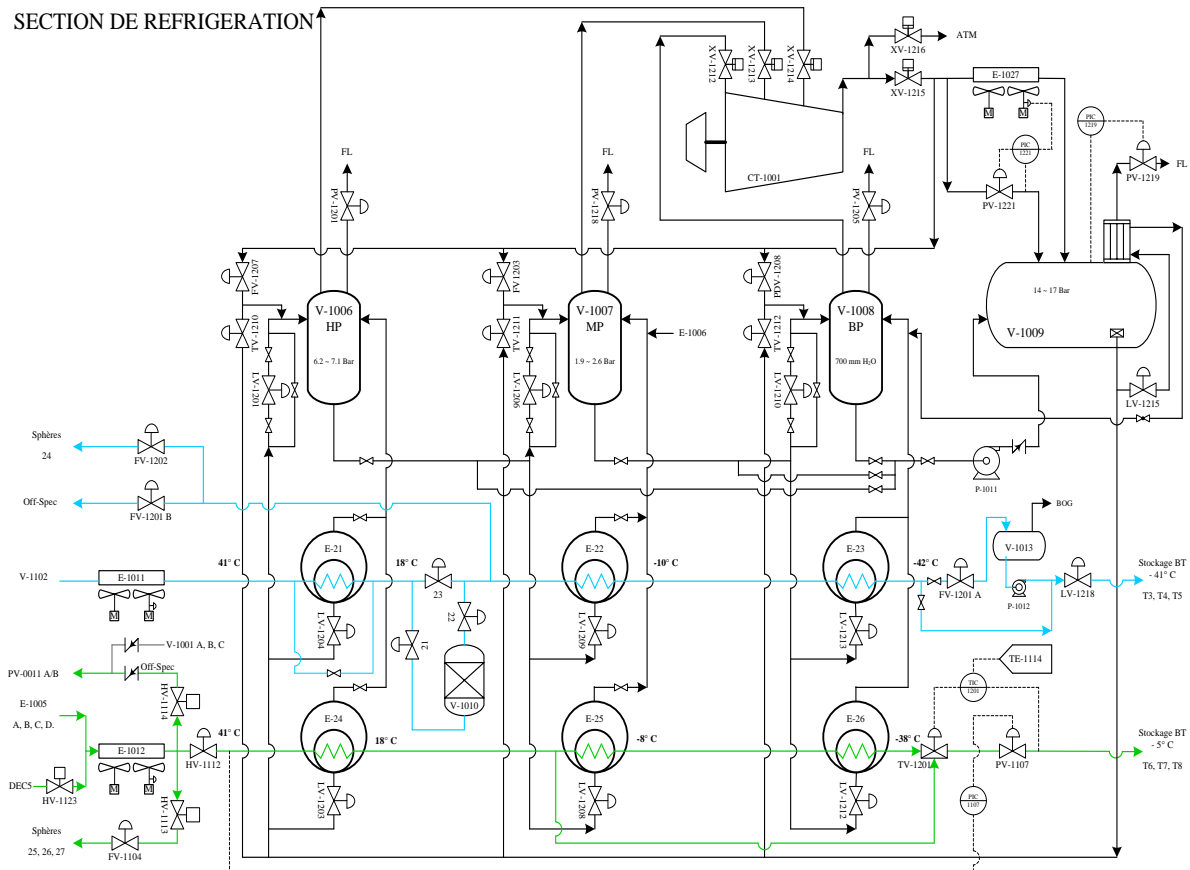 SECTION DE REFRIGERATION
XV-1216
ATM
XV-1212
XV-1213
XV-1214
XV-1215
E-1027
M
M
PIC
1219
PIC
1221
CT-1001
PV-1221
PV-1219
FL
FL
PV-1201
FL
PV-1218
FL
PV-1205
FV-1207
FV1203
PDV-1208
V-1006
HP
6.2 ~ 7.1 Bar
V-1007
MP
1.9 ~ 2.6 Bar
V-1008
BP
700 mm H2O
14 ~ 17 Bar
V-1009
E-1006
TV-1210
TV-1211
TV-1212
LV-1201
LV-1206
LV-1210
LV-1215
Sphères
24
FV-1202
Off-Spec
FV-1201 B
P-1011
V-1102
E-1011
M
M
41° C
E-21
18° C
23
E-22
-10° C
E-23
-42° C
FV-1201 A
V-1013
BOG
P-1012
LV-1218
Stockage BT
- 41° C
T3, T4, T5
LV-1204
21
22
V-1010
LV-1209
LV-1213
V-1001 A, B, C
Off-Spec
PV-0011 A/B
HV-1114
E-1005
A, B, C, D.
E-1012
M
M
HV-1112
41° C
E-24
18° C
E-25
-8° C
E-26
-38° C
TV-1201
TIC
1201
TE-1114
PV-1107
PIC
1107
Stockage BT
- 5° C
T6, T7, T8
DEC5
HV-1123
HV-1113
LV-1203
LV-1208
LV-1212
Sphères
25, 26, 27
FV-1104